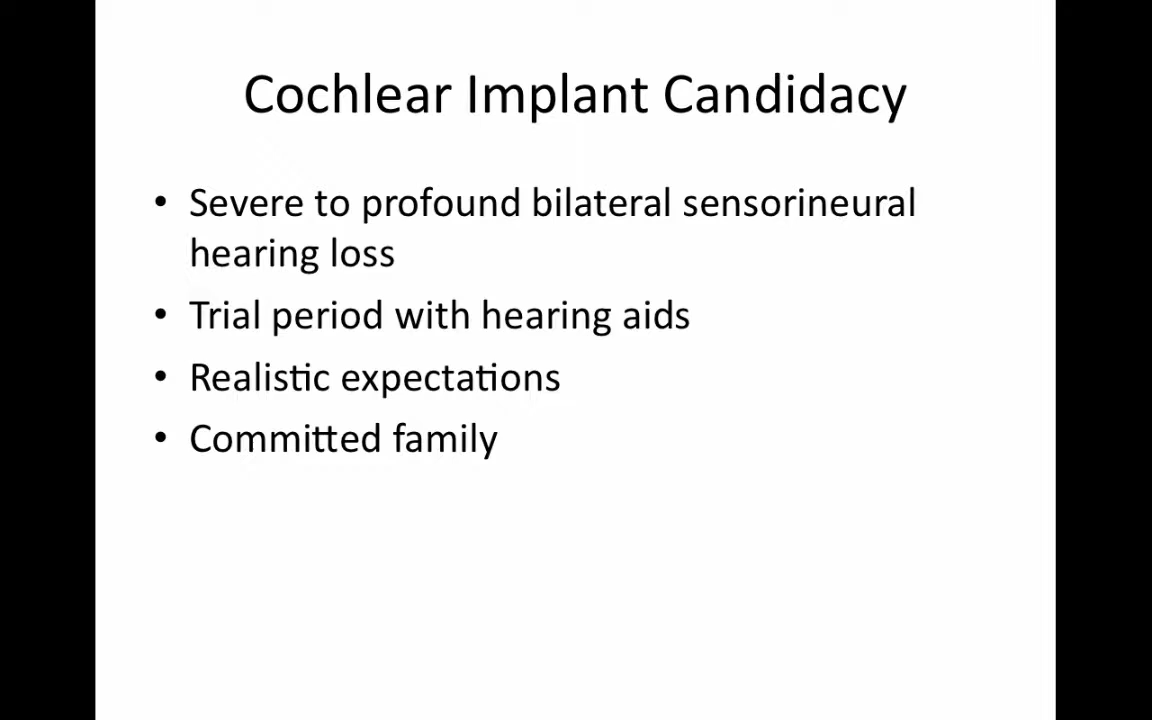 Cochlear Implant Candidacy
• Severe to profound bilateral sensorineural
hearing loss
• Trial period with hearing aids
• Realistic expectations
• Committed family